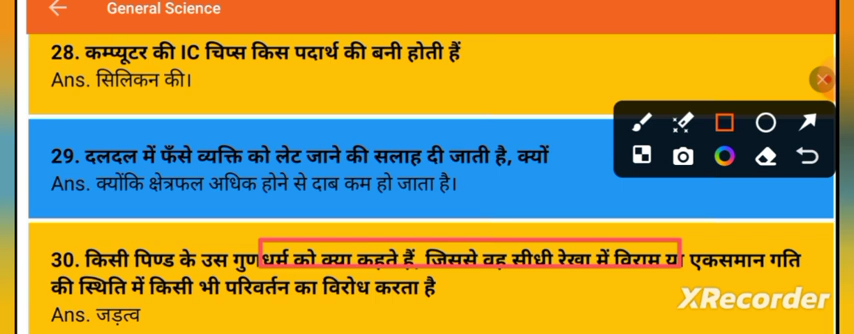 General Science
28. कम्प्यूटर की IC चिप्स किस पदार्थ की बनी होती हैं
Ans. सिलिकन की।
29. दलदल में फँसे व्यक्ति को लेट जाने की सलाह दी जाती है, क्यों
Ans. क्योंकि क्षेत्रफल अधिक होने से दाब कम हो जाता है।
30. किसी पिण्ड के उस गुणधर्म को क्या कहते हैं, जिससे वह सीधी रेखा में विराम या एकसमान गति
की स्थिति में किसी भी परिवर्तन का विरोध करता है
Ans. जड़त्व
XRecorder